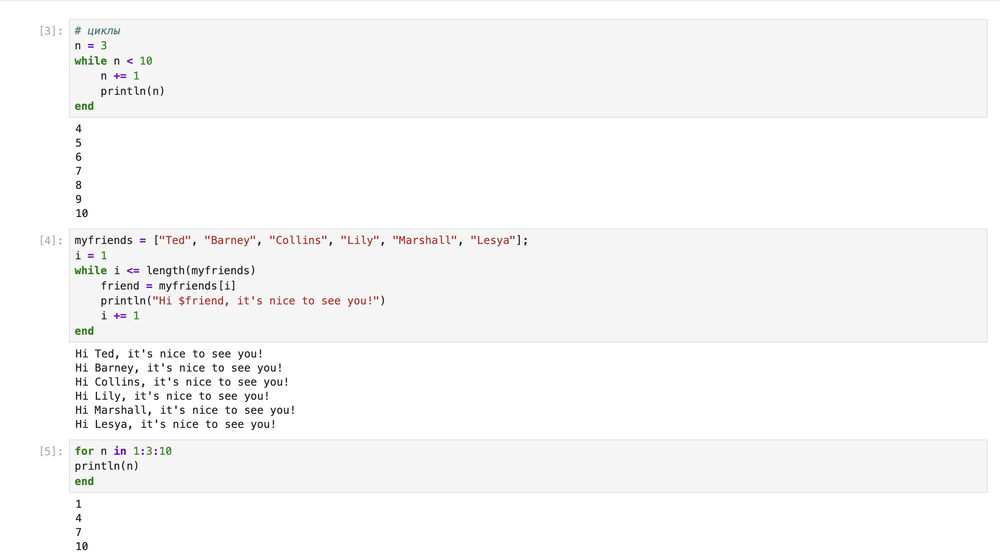 [3]: # циклы
n = 3
while n < 10
    n += 1
    println(n)
end
4
5
6
7
8
9
10
[4]: myfriends = ["Ted", "Barney", "Collins", "Lily", "Marshall", "Lesya"];
i = 1
while i <= length(myfriends)
    friend = myfriends[i]
    println("Hi $friend, it's nice to see you!")
    i += 1
end
Hi Ted, it's nice to see you!
Hi Barney, it's nice to see you!
Hi Collins, it's nice to see you!
Hi Lily, it's nice to see you!
Hi Marshall, it's nice to see you!
Hi Lesya, it's nice to see you!
[5]: for n in 1:3:10
println(n)
end
1
4
7
10